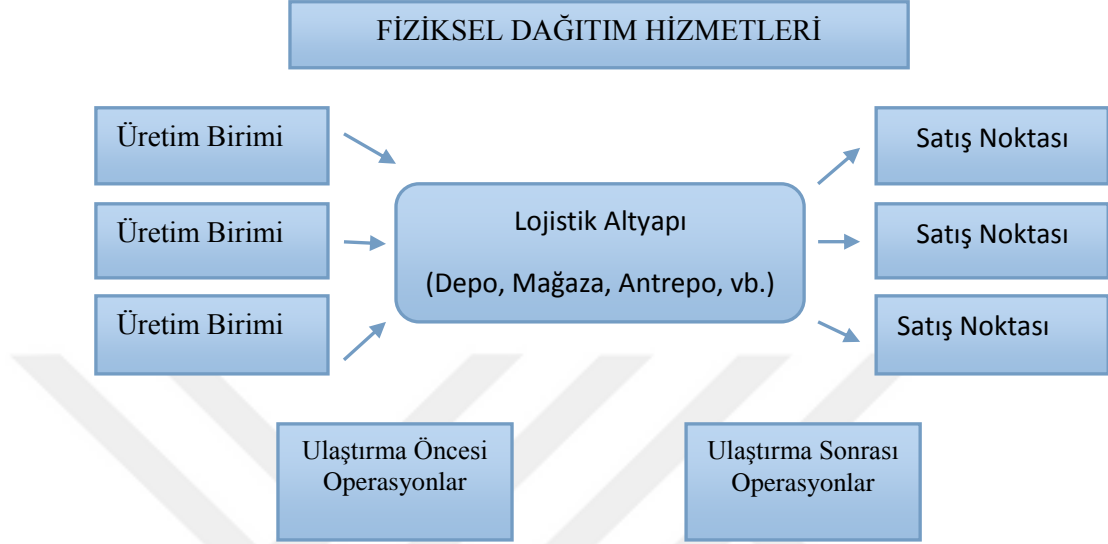 FİZİKSEL DAĞITIM HİZMETLERİ
Üretim Birimi
Üretim Birimi
Üretim Birimi
Lojistik Altyapı
(Depo, Mağaza, Antrepo, vb.)
Satış Noktası
Satış Noktası
Satış Noktası
Ulaştırma Öncesi
Operasyonlar
Ulaştırma Sonrası
Operasyonlar